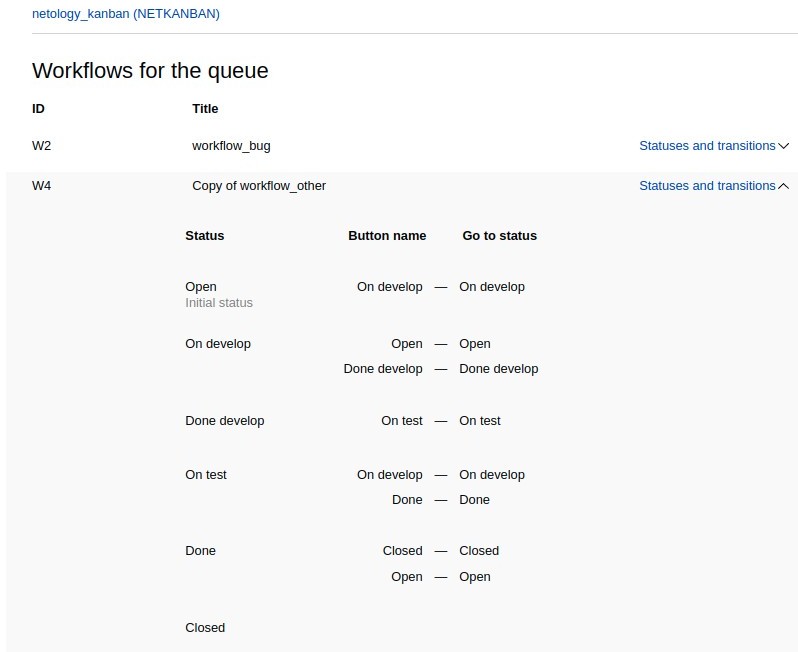 netology_kanban (NETKANBAN)
Workflows for the queue
ID Title
W2 workflow_bug Statuses and transitions
W4 Copy of workflow_other Statuses and transitions
Status Button name Go to status
Open On develop — On develop
Initial status
On develop Open — Open
Done develop — Done develop
Done develop On test — On test
On test On develop — On develop
Done — Done
Done Closed — Closed
Open — Open
Closed